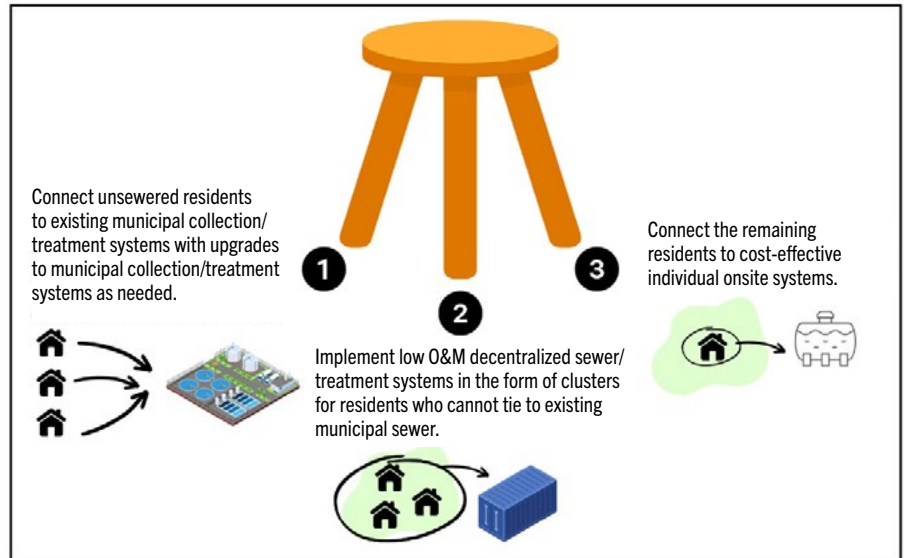 Connect unsewered residents
to existing municipal collection/
treatment systems with upgrades
to municipal collection/treatment
systems as needed.
1
2
3
Implement low O&M decentralized sewer/
treatment systems in the form of clusters
for residents who cannot tie to existing
municipal sewer.
Connect the remaining
residents to cost-effective
individual onsite systems.